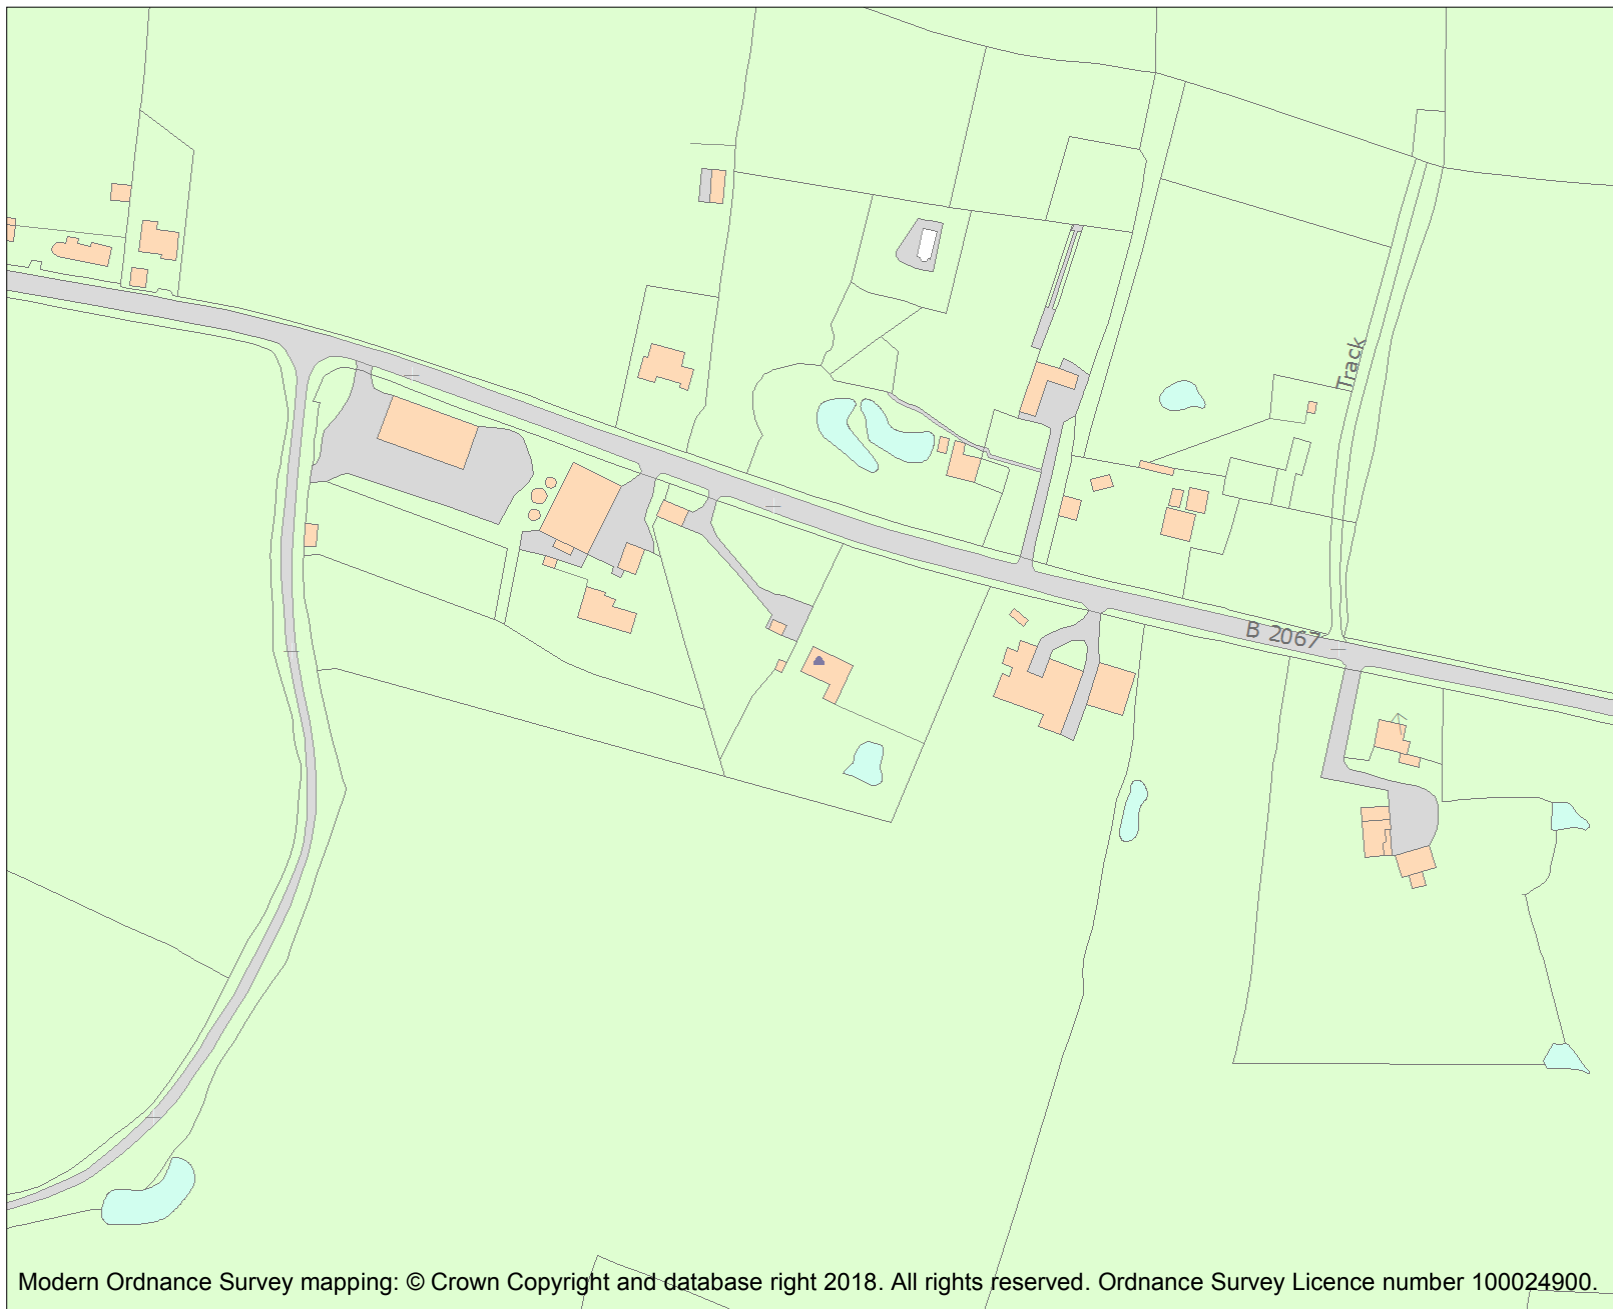 Track
B 2067
Modern Ordnance Survey mapping: © Crown Copyright and database right 2018. All rights reserved. Ordnance Survey Licence number 100024900.